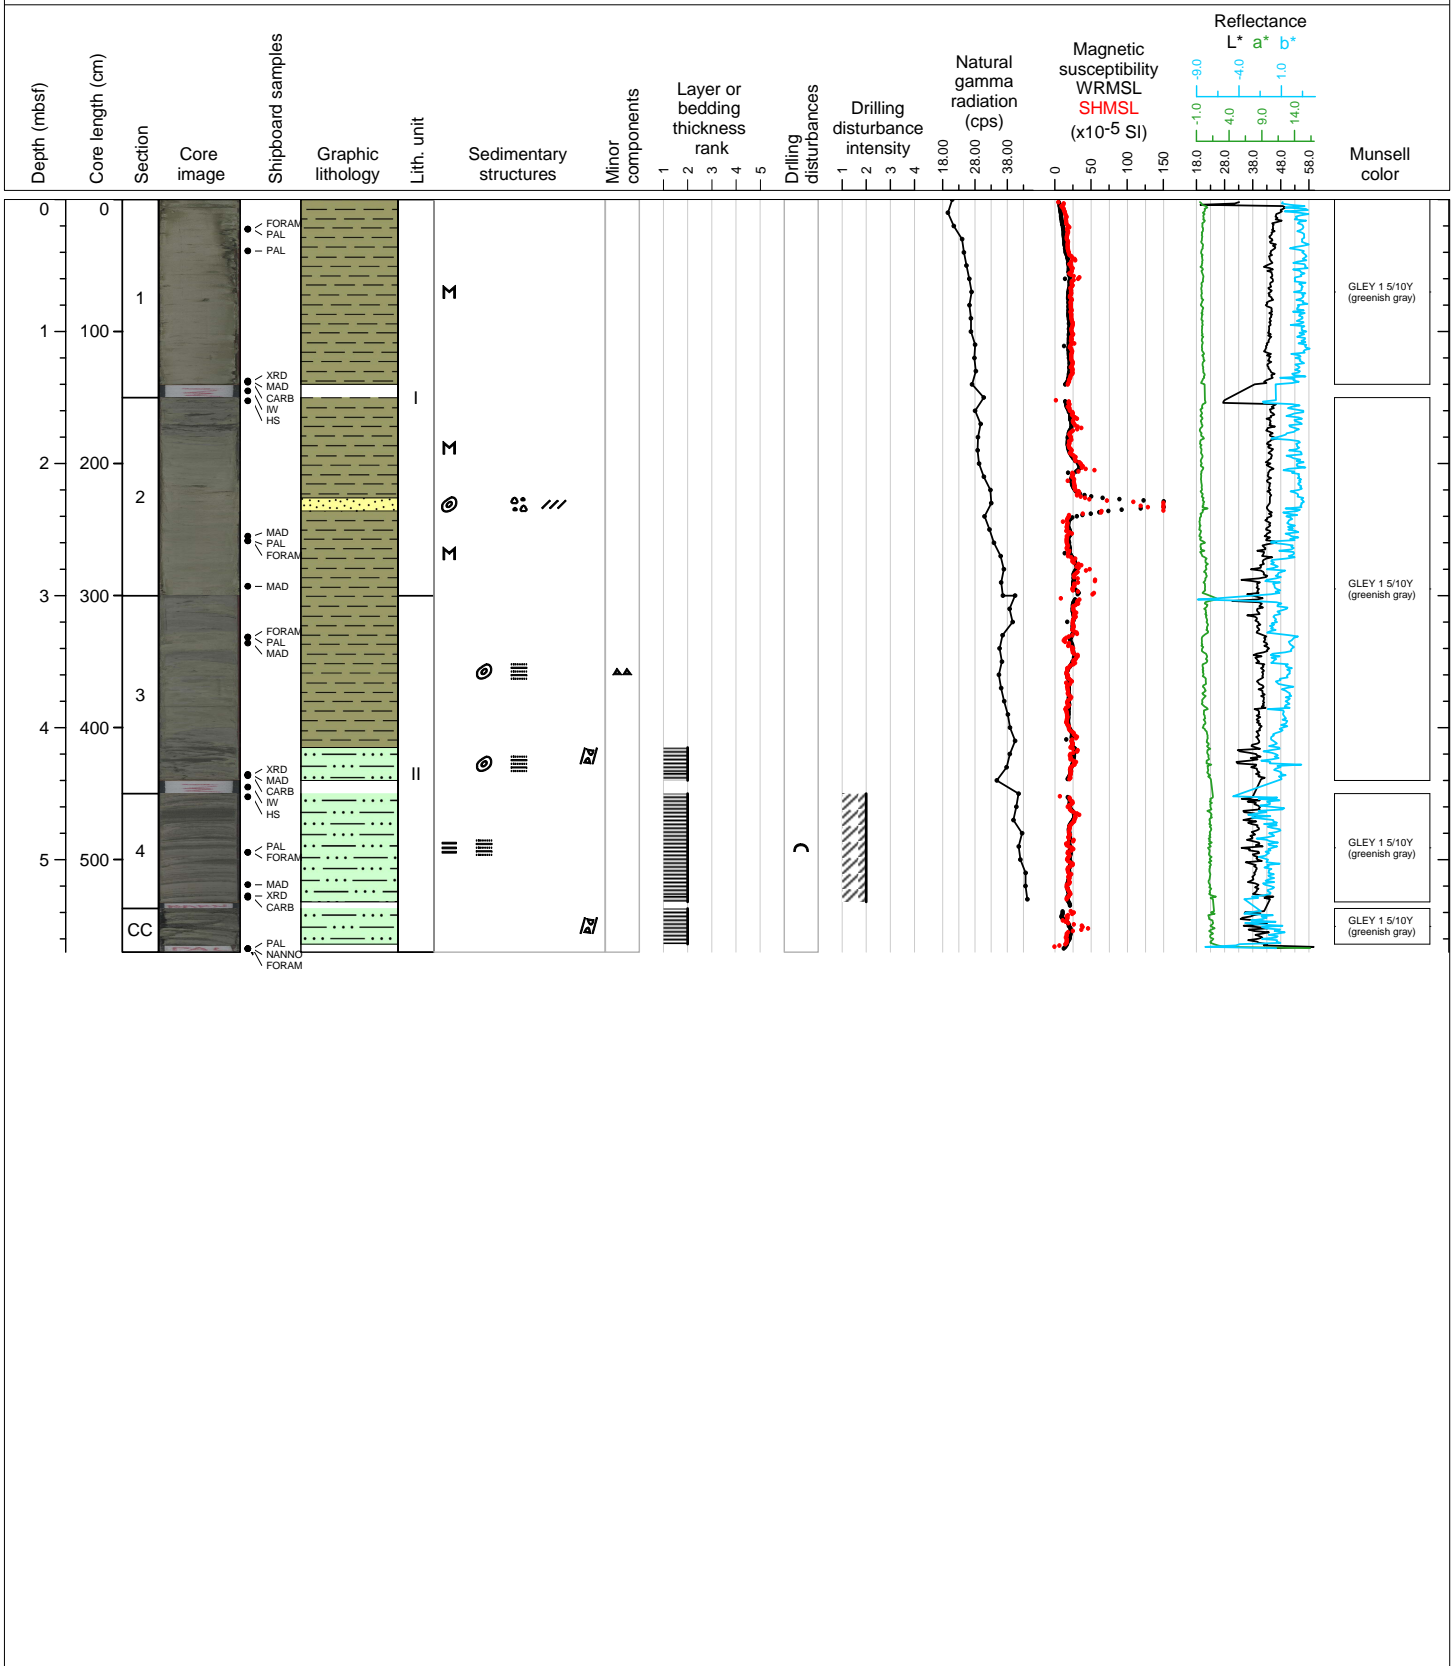 Depth (mbsf)
Core length (cm)
Section
Core
image
Shipboard samples
Graphic
lithology
Lith. unit
Sedimentary
structures
Minor
components
Layer or
bedding
thickness
rank
1 2 3 4 5
Drilling
disturbances
Drilling
disturbance
intensity
1 2 3 4
Natural
gamma
radiation
(cps)
18.00 28.00 38.00
Magnetic
susceptibility
WRMSL
SHMSL
(x10-5 SI)
0 50 100 150
Reflectance
L* a* b*
-9.0 -4.0 1.0
-1.0 4.0 9.0 14.0
18.0 28.0 38.0 48.0 58.0
Munsell
color
0 0
FORAM
PAL
PAL
1
M
GLEY 1 5/10Y
(greenish gray)
1 100
XRD
MAD
CARB
IW
HS
I
M
2 200
2
MAD
PAL
FORAM
M
MAD
GLEY 1 5/10Y
(greenish gray)
3 300
FORAM
PAL
MAD
3
4 400
II
XRD
MAD
CARB
IW
HS
4
PAL
FORAM
GLEY 1 5/10Y
(greenish gray)
5 500
MAD
XRD
CARB
CC
GLEY 1 5/10Y
(greenish gray)
PAL
NANNO
FORAM